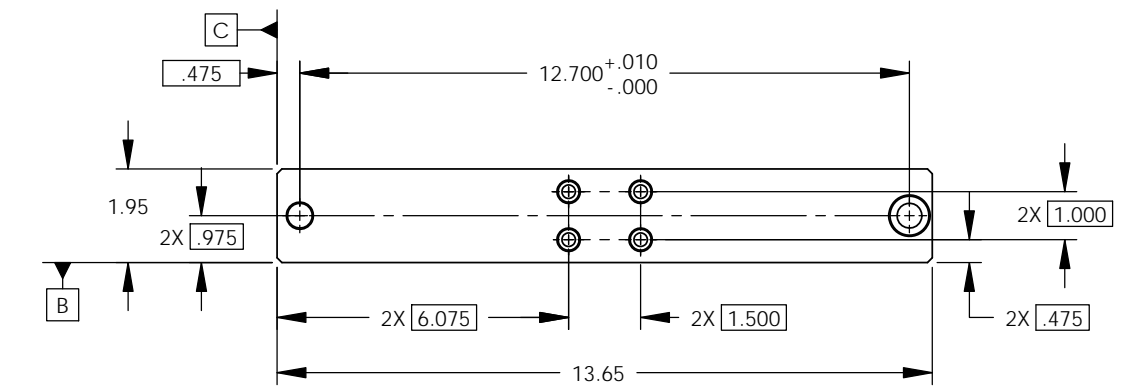 C
.475
12.700 +.010
-.000
1.95
2X .975
2X 1.000
B
2X 6.075
2X 1.500
2X .475
13.65